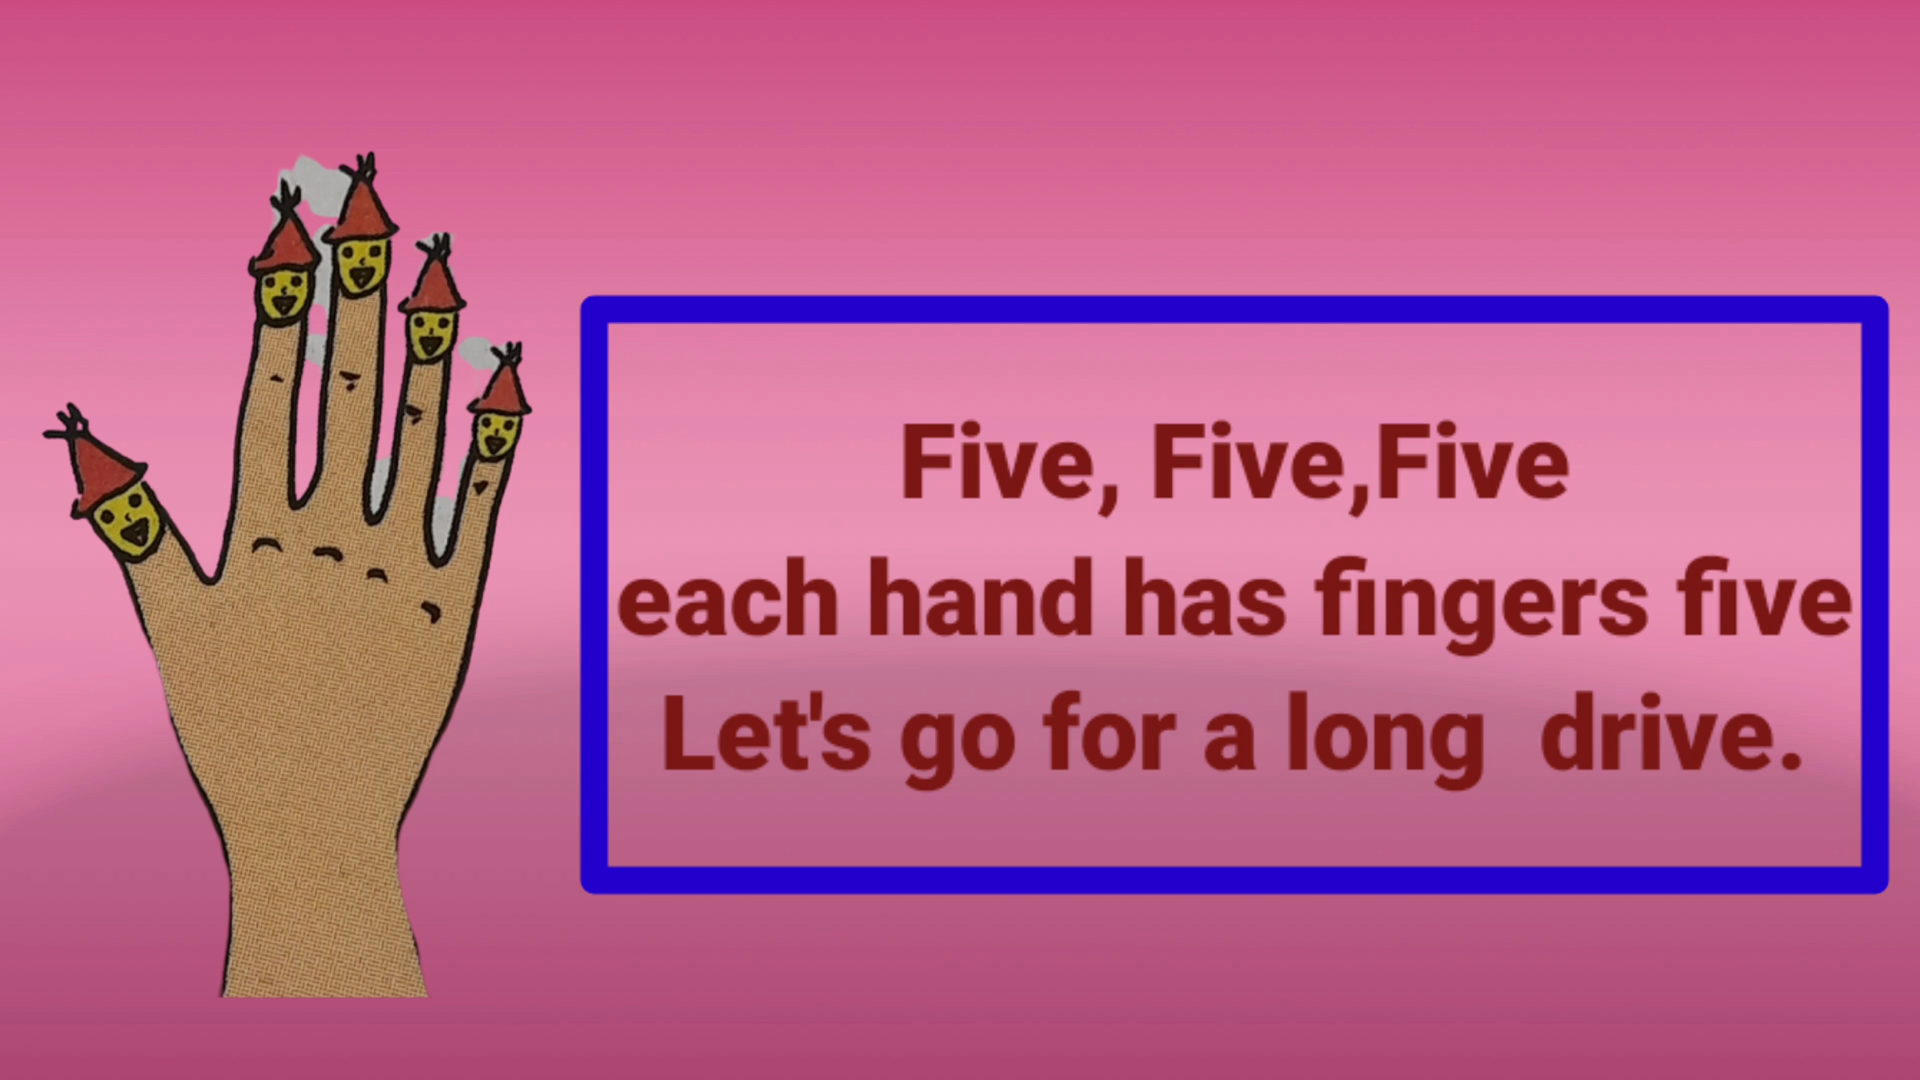 Five, Five,Five
each hand has fingers five
Let's go for a long  drive.